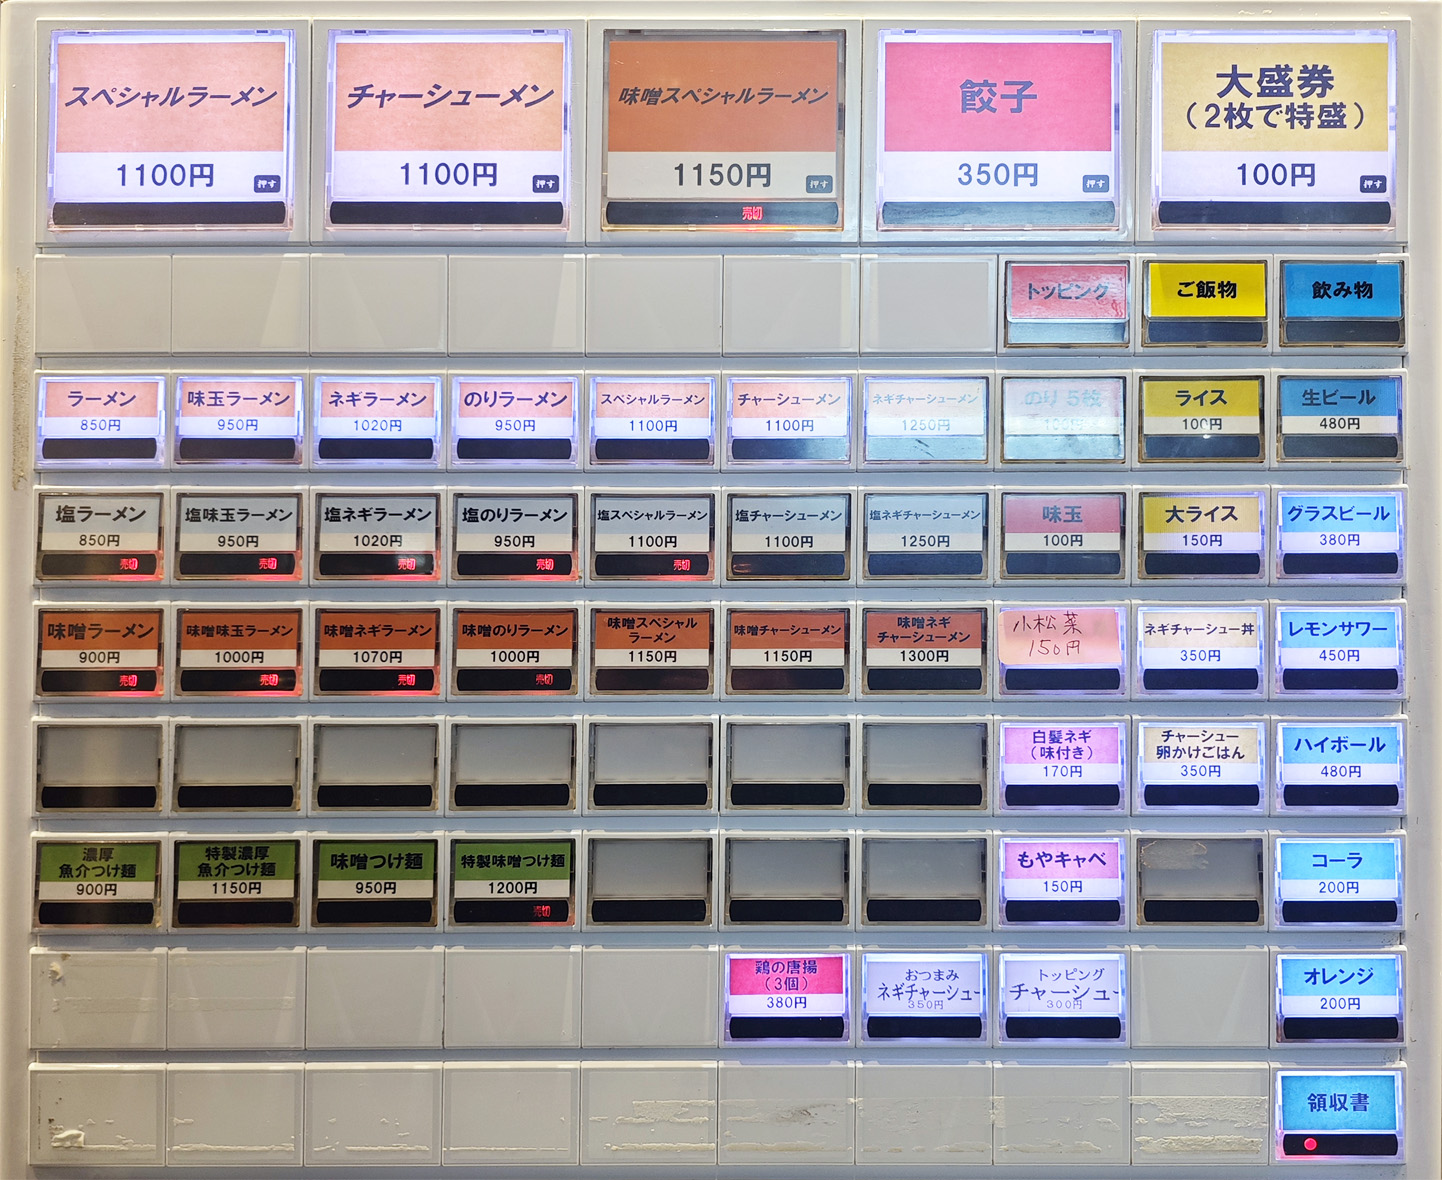 スペシャルラーメン
1100円
押す
チャーシューメン
1100円
押す
味噌スペシャルラーメン
1150円
押す
売切
餃子
350円
押す
大盛券
（2枚で特盛）
100円
押す
トッピング
ご飯物
飲み物
ラーメン
850円
味玉ラーメン
950円
ネギラーメン
1020円
のりラーメン
950円
スペシャルラーメン
1100円
チャーシューメン
1100円
ネギチャーシューメン
1250円
のり 5枚
100円
ライス
100円
生ビール
480円
塩ラーメン
850円
売切
塩味玉ラーメン
950円
売切
塩ネギラーメン
1020円
売切
塩のりラーメン
950円
売切
塩スペシャルラーメン
1100円
売切
塩チャーシューメン
1100円
塩ネギチャーシューメン
1250円
味玉
100円
大ライス
150円
グラスビール
380円
味噌ラーメン
900円
売切
味噌味玉ラーメン
1000円
売切
味噌ネギラーメン
1070円
売切
味噌のりラーメン
1000円
売切
味噌スペシャル
ラーメン
1150円
味噌チャーシューメン
1150円
味噌ネギ
チャーシューメン
1300円
小松菜
150円
ネギチャーシュー丼
350円
レモンサワー
450円
白髪ネギ
（味付き）
170円
チャーシュー
卵かけごはん
350円
ハイボール
480円
濃厚
魚介つけ麺
900円
特製濃厚
魚介つけ麺
1150円
味噌つけ麺
950円
特製味噌つけ麺
1200円
売切
もやキャベ
150円
コーラ
200円
鶏の唐揚
（3個）
380円
おつまみ
ネギチャーシュー
350円
トッピング
チャーシュー
300円
オレンジ
200円
領収書